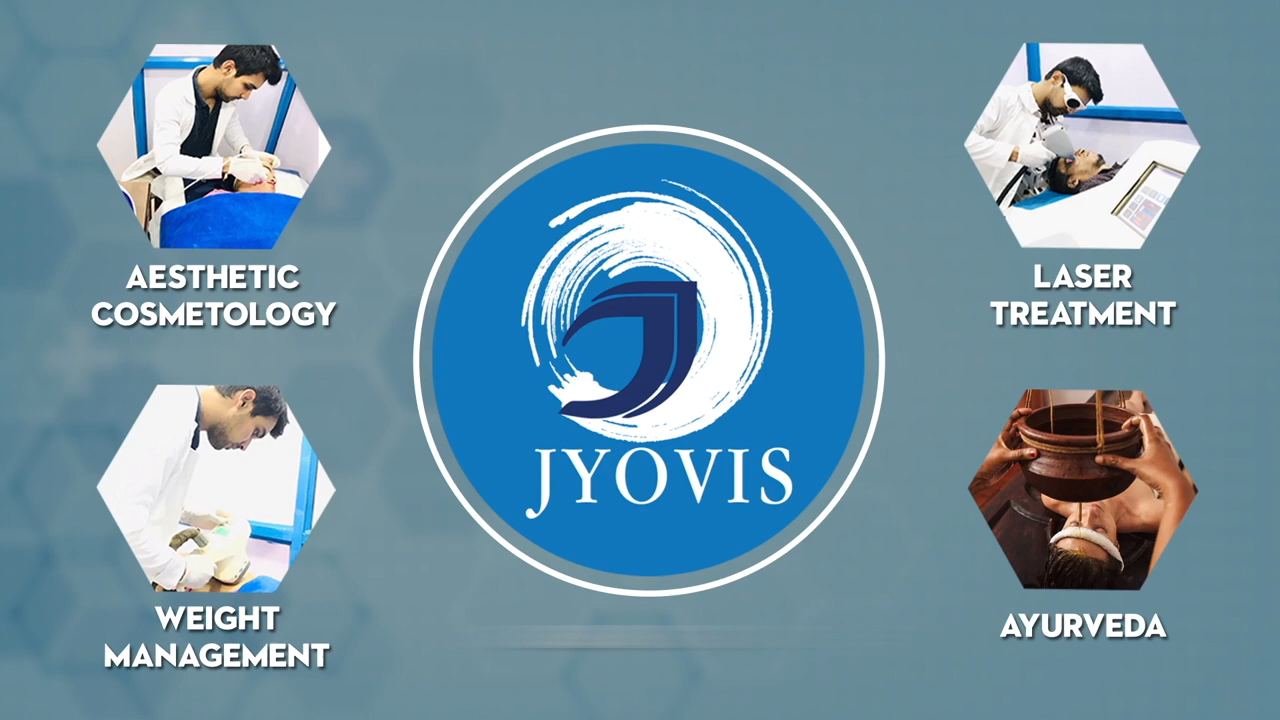 AESTHETIC
COSMETOLOGY
LASER
TREATMENT
JYOVIS
WEIGHT
MANAGEMENT
AYURVEDA